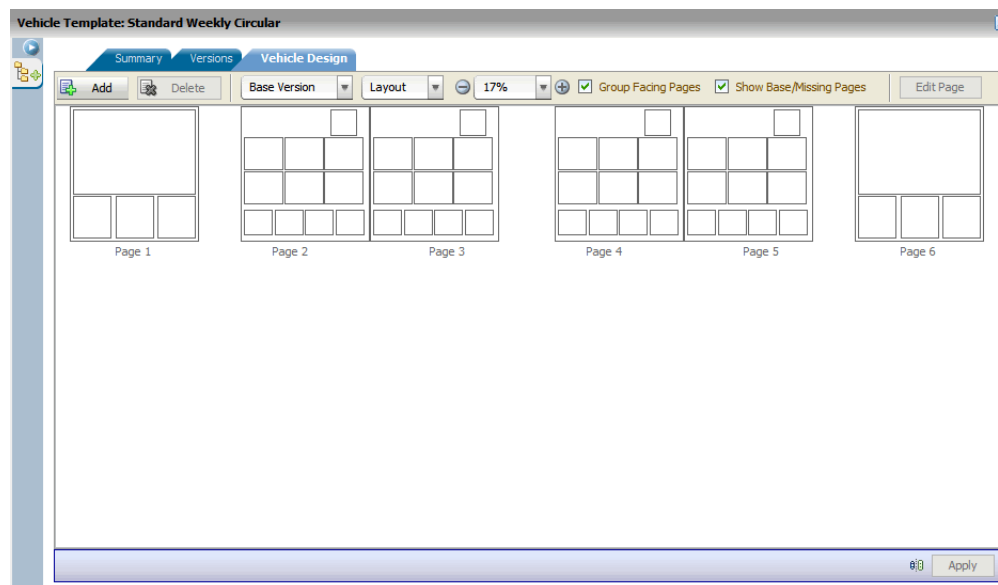 Vehicle Template: Standard Weekly Circular
Summary Versions Vehicle Design
Add Delete Base Version Layout 17% Group Facing Pages Show Base/Missing Pages Edit Page
Page 1 Page 2 Page 3 Page 4 Page 5 Page 6
Apply